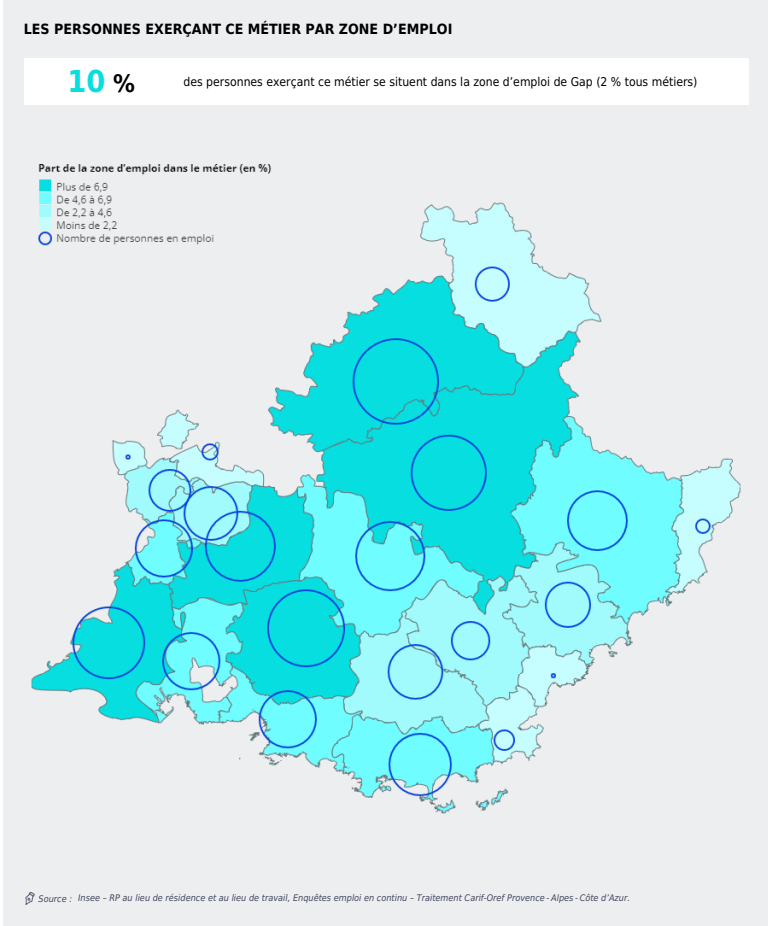 LES PERSONNES EXERÇANT CE MÉTIER PAR ZONE D’EMPLOI
10 %
des personnes exerçant ce métier se situent dans la zone d’emploi de Gap (2 % tous métiers)
Part de la zone d’emploi dans le métier (en %)
Plus de 6,9
De 4,6 à 6,9
De 2,2 à 4,6
Moins de 2,2
Nombre de personnes en emploi
Source : Insee – RP au lieu de résidence et au lieu de travail, Enquêtes emploi en continu – Traitement Carif-Oref Provence - Alpes - Côte d’Azur.